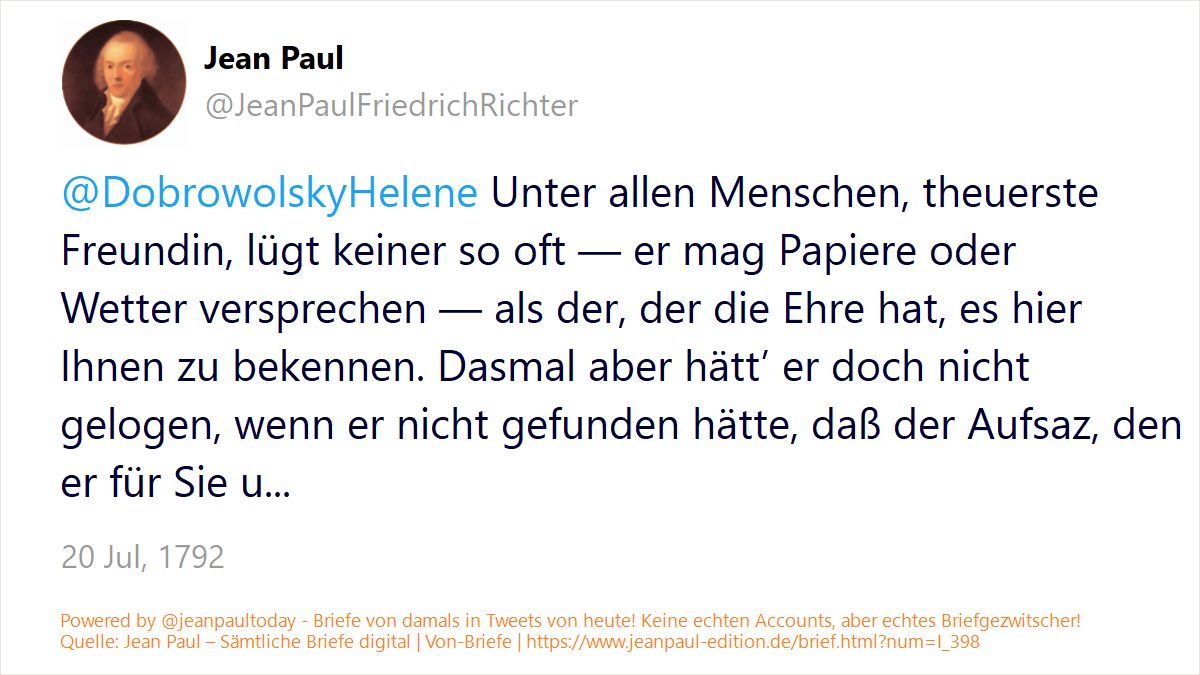 Jean Paul
@JeanPaulFriedrichRichter
@DobrowolskyHelene Unter allen Menschen, theuerste
Freundin, lügt keiner so oft — er mag Papiere oder
Wetter versprechen — als der, der die Ehre hat, es hier
Ihnen zu bekennen. Dasmal aber hätt’ er doch nicht
gelogen, wenn er nicht gefunden hätte, daß der Aufsaz, den
er für Sie u...
20 Jul, 1792
Powered by @jeanpaultoday - Briefe von damals in Tweets von heute! Keine echten Accounts, aber echtes Briefgezwitscher!
Quelle: Jean Paul – Sämtliche Briefe digital | Von-Briefe | https://www.jeanpaul-edition.de/brief.html?num=I_398